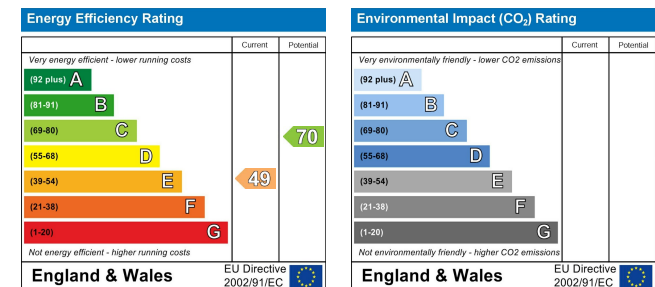 Energy Efficiency Rating
Current Potential
Very energy efficient - lower running costs
(92 plus) A
(81-91) B
(69-80) C
70
(55-68) D
(39-54) E
49
(21-38) F
(1-20) G
Not energy efficient - higher running costs
England & Wales
EU Directive
2002/91/EC
Environmental Impact (CO₂) Rating
Current Potential
Very environmentally friendly - lower CO2 emissions
(92 plus) A
(81-91) B
(69-80) C
(55-68) D
(39-54) E
(21-38) F
(1-20) G
Not environmentally friendly - higher CO2 emissions
England & Wales
EU Directive
2002/91/EC